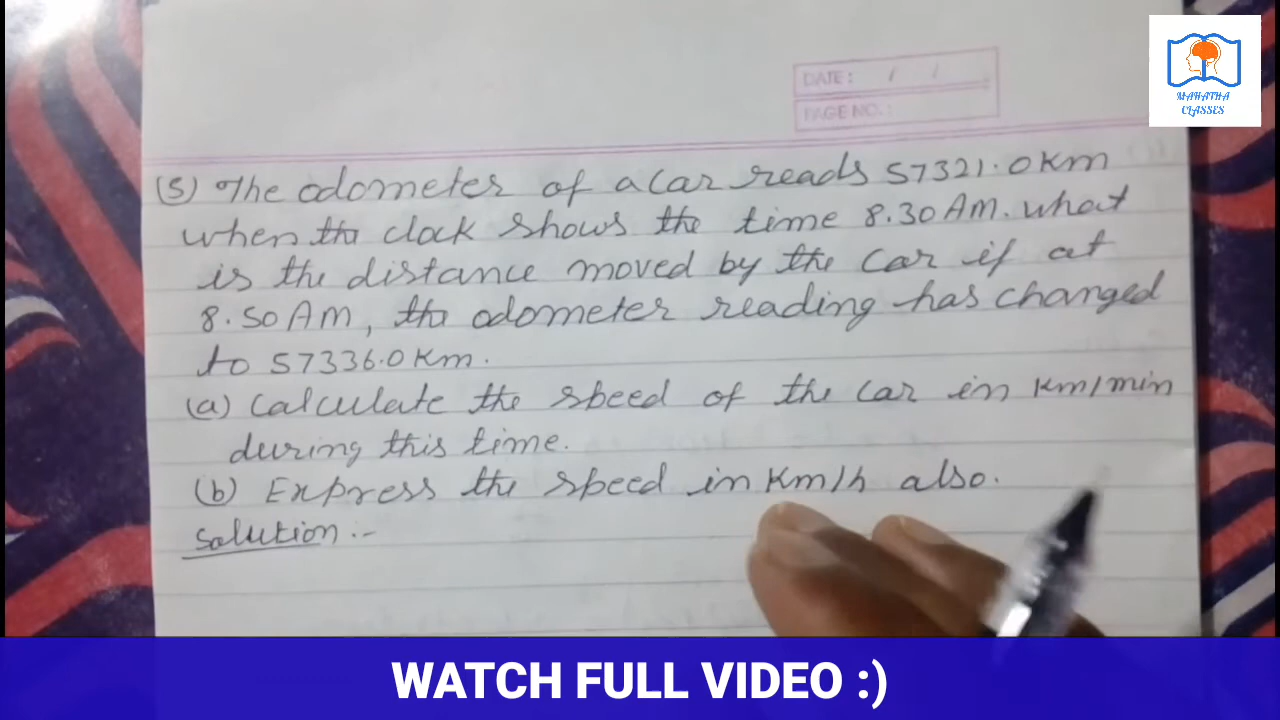 MAHATHA
CLASSES
DATE : / /
PAGE NO. :
(5) The odometer of a car reads 57321.0 Km
when the clock shows the time 8.30 AM. what
is the distance moved by the car if at
8.50 AM, the odometer reading has changed
to 57336.0 Km.
(a) Calculate the speed of the car in Km/min
during this time.
(b) Express the speed in Km/h also.
Solution :-
WATCH FULL VIDEO :)